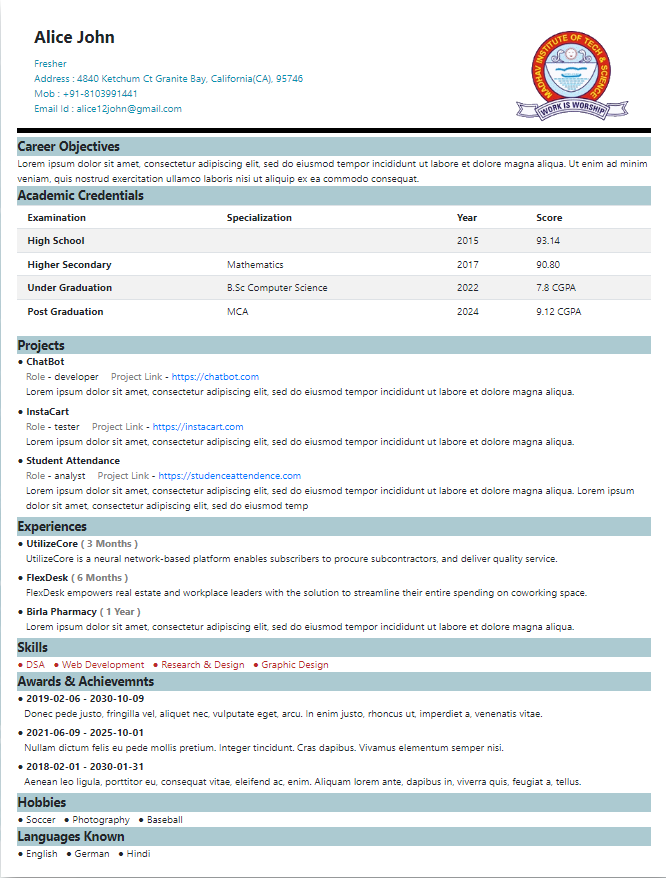 Alice John
Fresher
Address : 4840 Ketchum Ct Granite Bay, California(CA), 95746
Mob : +91-8103991441
Email Id : alice12john@gmail.com
MADHAV INSTITUTE OF TECH & SCIENCE
WORK IS WORSHIP
Career Objectives
Lorem ipsum dolor sit amet, consectetur adipiscing elit, sed do eiusmod tempor incididunt ut labore et dolore magna aliqua. Ut enim ad minim
veniam, quis nostrud exercitation ullamco laboris nisi ut aliquip ex ea commodo consequat.
Academic Credentials
Examination Specialization Year Score
High School 2015 93.14
Higher Secondary Mathematics 2017 90.80
Under Graduation B.Sc Computer Science 2022 7.8 CGPA
Post Graduation MCA 2024 9.12 CGPA
Projects
● ChatBot
Role - developer Project Link - https://chatbot.com
Lorem ipsum dolor sit amet, consectetur adipiscing elit, sed do eiusmod tempor incididunt ut labore et dolore magna aliqua.
● InstaCart
Role - tester Project Link - https://instacart.com
Lorem ipsum dolor sit amet, consectetur adipiscing elit, sed do eiusmod tempor incididunt ut labore et dolore magna aliqua.
● Student Attendance
Role - analyst Project Link - https://studenceattendence.com
Lorem ipsum dolor sit amet, consectetur adipiscing elit, sed do eiusmod tempor incididunt ut labore et dolore magna aliqua. Lorem ipsum
dolor sit amet, consectetur adipiscing elit, sed do eiusmod temp
Experiences
● UtilizeCore ( 3 Months )
UtilizeCore is a neural network-based platform enables subscribers to procure subcontractors, and deliver quality service.
● FlexDesk ( 6 Months )
FlexDesk empowers real estate and workplace leaders with the solution to streamline their entire spending on coworking space.
● Birla Pharmacy ( 1 Year )
Lorem ipsum dolor sit amet, consectetur adipiscing elit, sed do eiusmod tempor incididunt ut labore et dolore magna aliqua.
Skills
● DSA ● Web Development ● Research & Design ● Graphic Design
Awards & Achievemnts
● 2019-02-06 - 2030-10-09
Donec pede justo, fringilla vel, aliquet nec, vulputate eget, arcu. In enim justo, rhoncus ut, imperdiet a, venenatis vitae.
● 2021-06-09 - 2025-10-01
Nullam dictum felis eu pede mollis pretium. Integer tincidunt. Cras dapibus. Vivamus elementum semper nisi.
● 2018-02-01 - 2030-01-31
Aenean leo ligula, porttitor eu, consequat vitae, eleifend ac, enim. Aliquam lorem ante, dapibus in, viverra quis, feugiat a, tellus.
Hobbies
● Soccer ● Photography ● Baseball
Languages Known
● English ● German ● Hindi